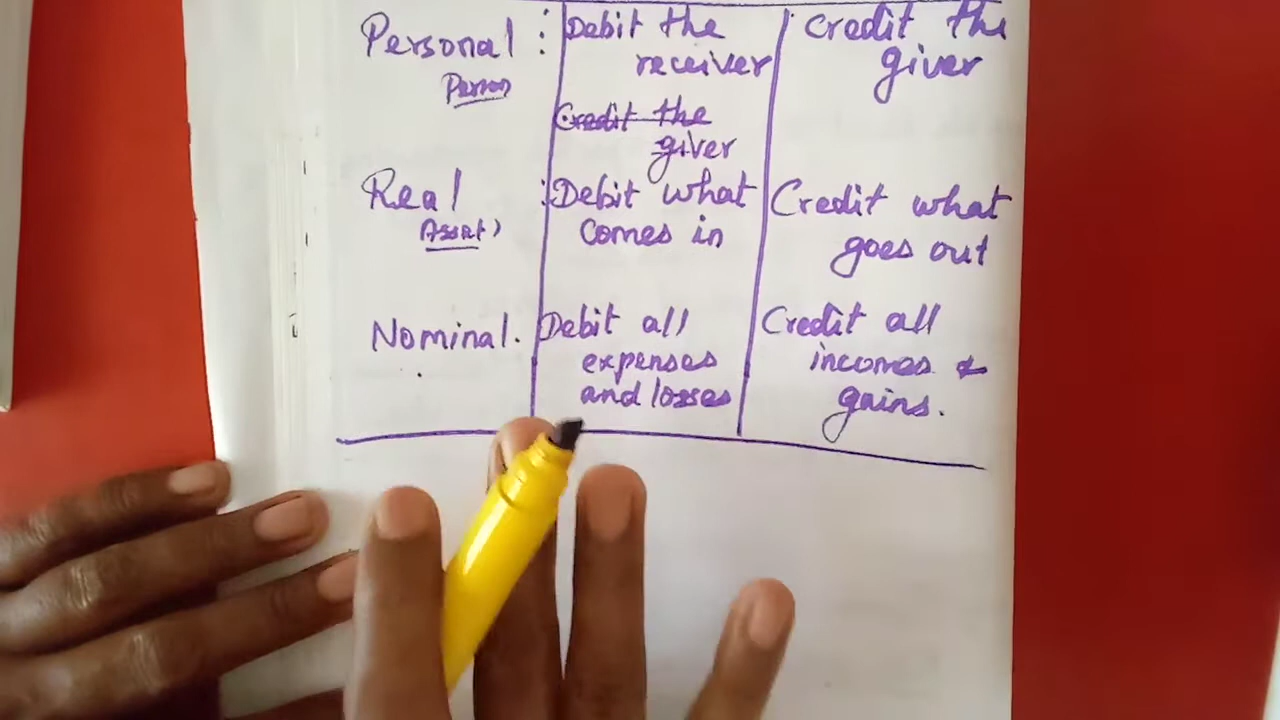 Personal : Debit the Credit the
receiver giver
Person
Credit the
giver
Real : Debit what Credit what
Asset) comes in goes out
Nominal. Debit all Credit all
expenses incomes &
and losses gains.